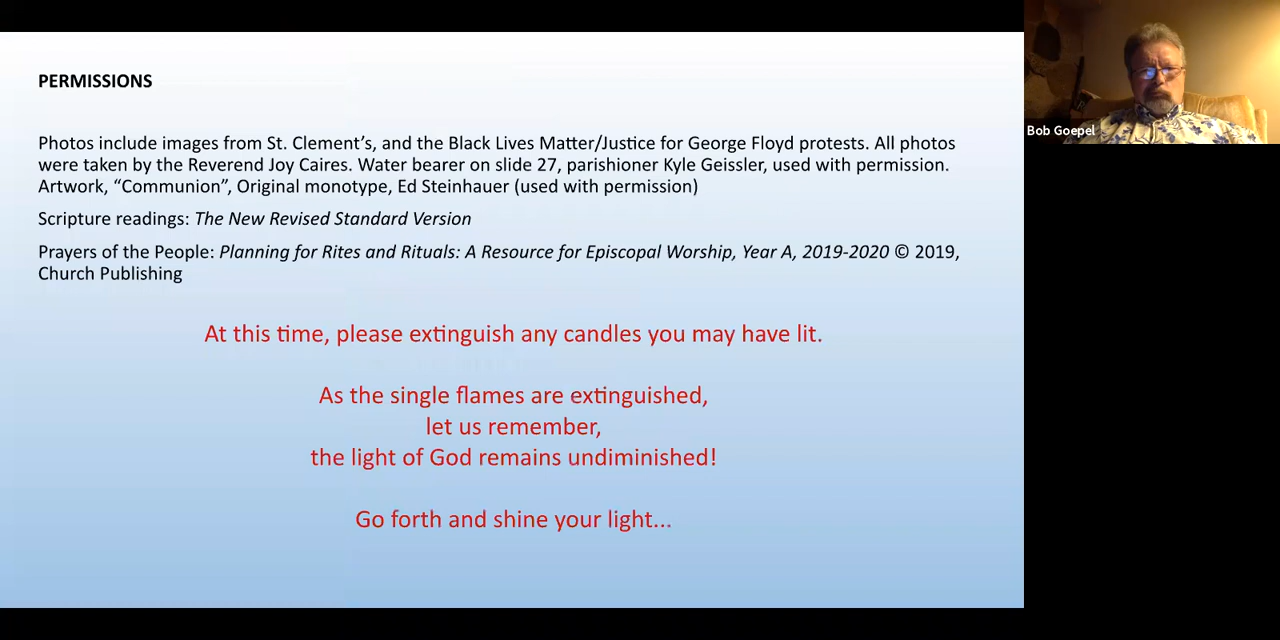 PERMISSIONS
Photos include images from St. Clement’s, and the Black Lives Matter/Justice for George Floyd protests. All photos
were taken by the Reverend Joy Caires. Water bearer on slide 27, parishioner Kyle Geissler, used with permission.
Artwork, “Communion”, Original monotype, Ed Steinhauer (used with permission)
Scripture readings: The New Revised Standard Version
Prayers of the People: Planning for Rites and Rituals: A Resource for Episcopal Worship, Year A, 2019-2020 © 2019,
Church Publishing
At this time, please extinguish any candles you may have lit.
As the single flames are extinguished,
let us remember,
the light of God remains undiminished!
Go forth and shine your light...
Bob Goepel